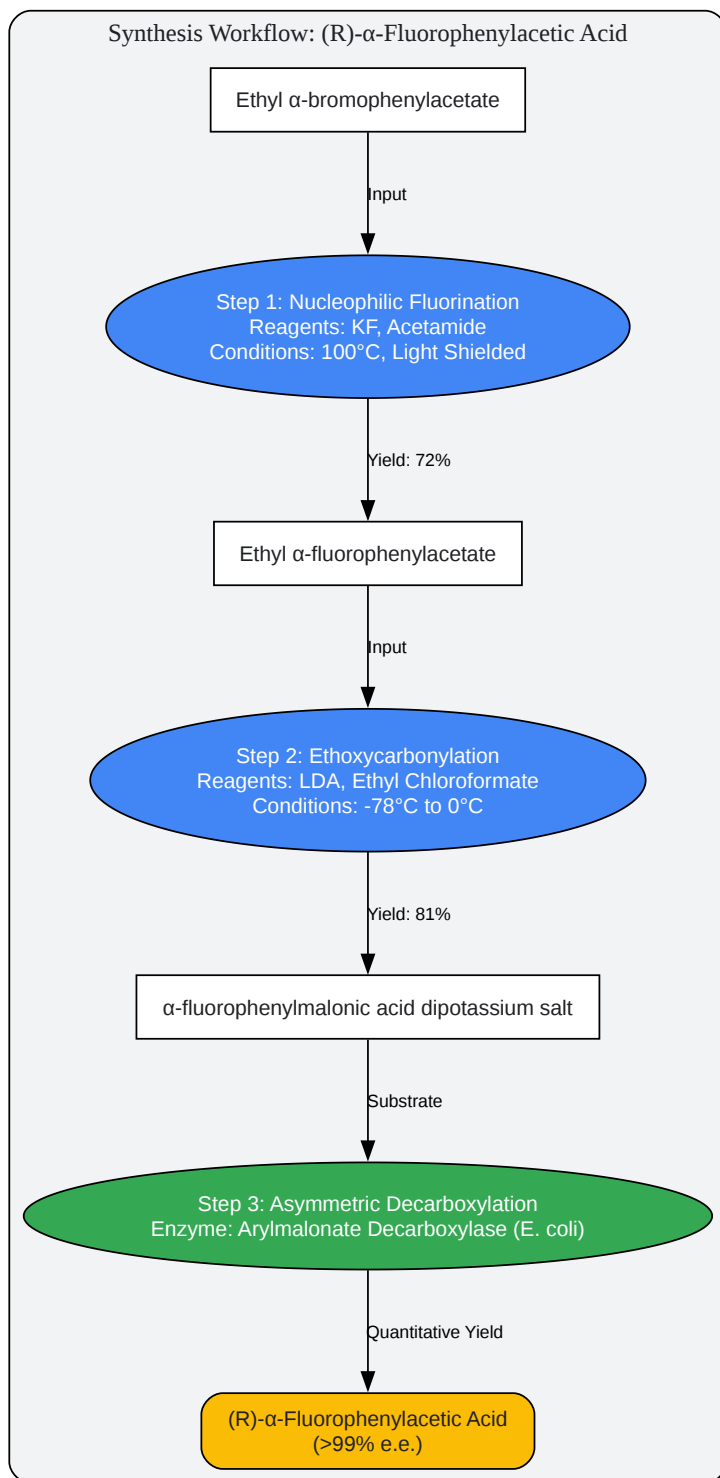 Synthesis Workflow: (R)-α-Fluorophenylacetic Acid
Ethyl α-bromophenylacetate
Input
Step 1: Nucleophilic Fluorination
Reagents: KF, Acetamide
Conditions: 100°C, Light Shielded
Yield: 72%
Ethyl α-fluorophenylacetate
Input
Step 2: Ethoxycarbonylation
Reagents: LDA, Ethyl Chloroformate
Conditions: -78°C to 0°C
Yield: 81%
α-fluorophenylmalonic acid dipotassium salt
Substrate
Step 3: Asymmetric Decarboxylation
Enzyme: Arylmalonate Decarboxylase (E. coli)
Quantitative Yield
(R)-α-Fluorophenylacetic Acid
(>99% e.e.)